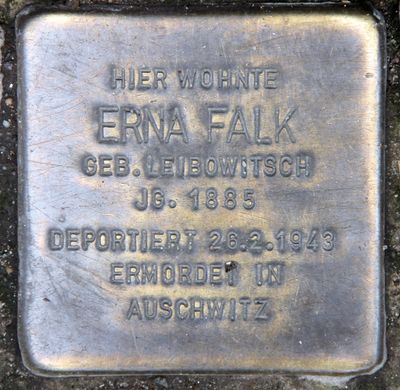 HIER WOHNTE
ERNA FALK
GEB. LEIBOWITSCH
JG. 1885
DEPORTIERT 26.2.1943
ERMORDET IN
AUSCHWITZ